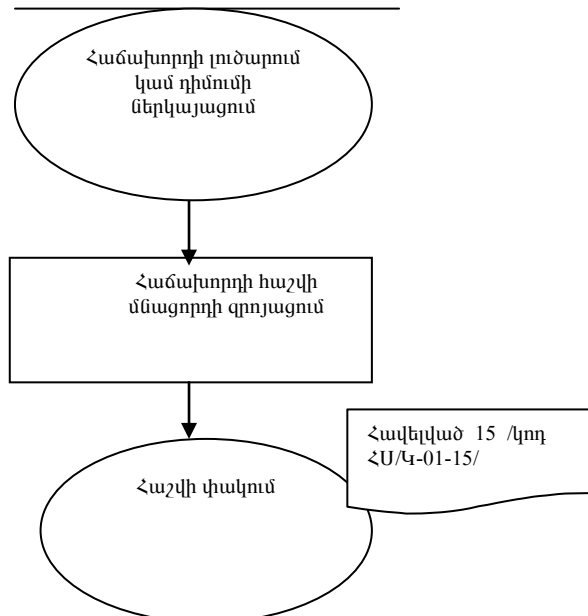 Հաճախորդի լուծարում
կամ դիմումի
ներկայացում
Հաճախորդի հաշվի
մնացորդի զրոյացում
Հավելված 15 /կոդ
ՀՍ/Կ-01-15/
Հաշվի փակում